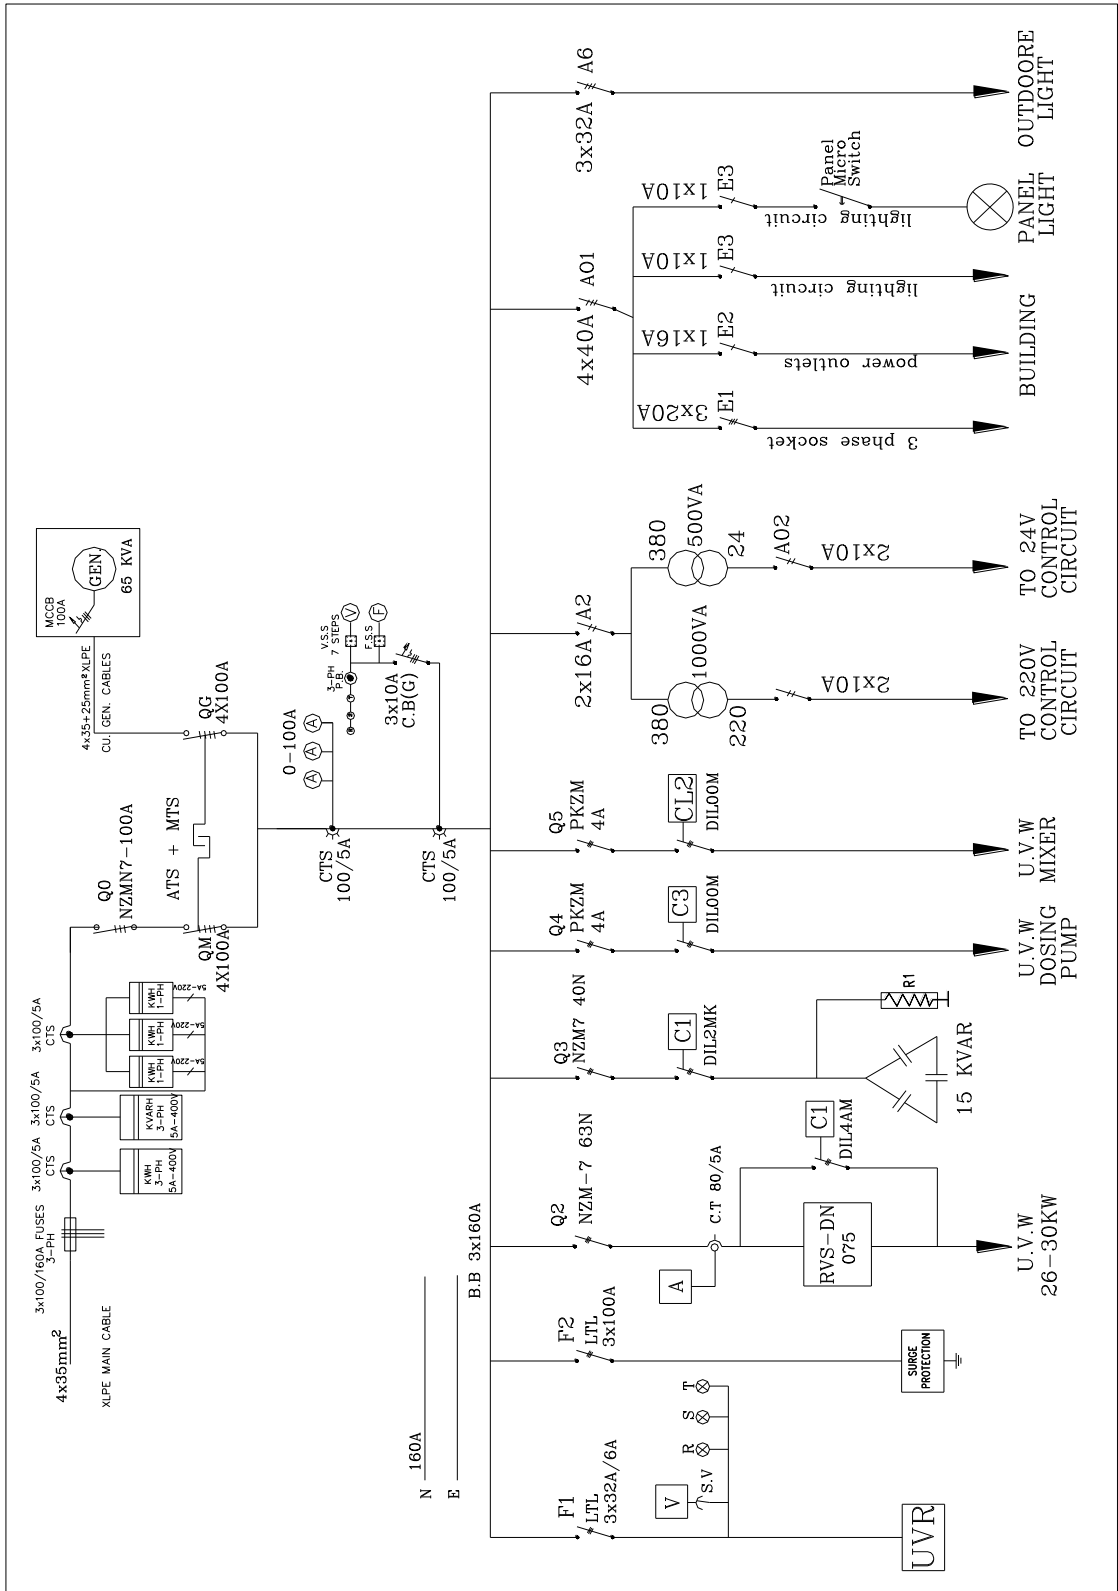 4x35mm²
XLPE MAIN CABLE
3x100/160A FUSES
3-PH
3x100/5A
CTS
KWH
3-PH
5A-400V
3x100/5A
CTS
KVARH
3-PH
5A-400V
3x100/5A
CTS
KWH
1-PH
5A-220V
KWH
1-PH
5A-220V
KWH
1-PH
5A-220V
Q0
NZMN7-100A
ATS + MTS
QM
4X100A
QG
4X100A
4x35+25mm² XLPE
CU. GEN. CABLES
MCCB
100A
GEN
65 KVA
CTS
100/5A
0-100A
A
A
A
CTS
100/5A
3x10A
C.B(G)
3-PH
P.B.
V.S.S
7 STEPS
V
F.S.S
F
N 160A
E
B.B 3x160A
F1
LTL
3x32A/6A
V
S.V
R
S
T
UVR
F2
LTL
3x100A
SURGE
PROTECTION
Q2
NZM-7 63N
C.T 80/5A
A
RVS-DN
075
C1
DIL4AM
U.V.W
26-30KW
Q3
NZM7 40N
C1
DIL2MK
R1
15 KVAR
Q4
PKZM
4A
C3
DIL00M
U.V.W
DOSING
PUMP
Q5
PKZM
4A
CL2
DIL00M
U.V.W
MIXER
2x16A
A2
380
1000VA
220
2x10A
TO 220V
CONTROL
CIRCUIT
380
500VA
24
A02
2x10A
TO 24V
CONTROL
CIRCUIT
4x40A
A01
3x20A
E1
3 phase socket
1x16A
E2
power outlets
1x10A
E3
lighting circuit
BUILDING
1x10A
E3
lighting circuit
Panel
Micro
Switch
PANEL
LIGHT
3x32A
A6
OUTDOORE
LIGHT